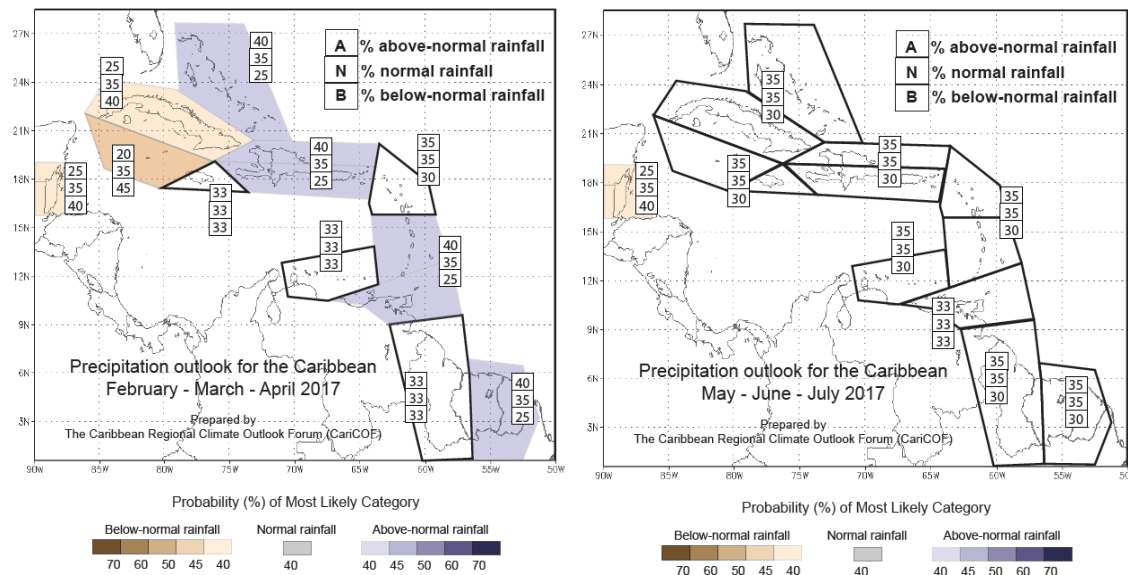 A % above-normal rainfall
N % normal rainfall
B % below-normal rainfall
27N
24N
21N
18N
15N
12N
9N
6N
3N
40
35
25
25
35
40
20
35
45
25
35
40
33
33
33
40
35
25
35
35
30
33
33
33
40
35
25
33
33
33
40
35
25
Precipitation outlook for the Caribbean
February - March - April 2017
Prepared by
The Caribbean Regional Climate Outlook Forum (CariCOF)
90W 85W 80W 75W 70W 65W 60W 55W 50W
Probability (%) of Most Likely Category
Below-normal rainfall Normal rainfall Above-normal rainfall
70 60 50 45 40 40 40 45 50 60 70
A % above-normal rainfall
N % normal rainfall
B % below-normal rainfall
27N
24N
21N
18N
15N
12N
9N
6N
3N
35
35
30
35
35
30
25
35
40
35
35
30
35
35
30
35
35
30
33
33
33
35
35
30
35
35
30
Precipitation outlook for the Caribbean
May - June - July 2017
Prepared by
The Caribbean Regional Climate Outlook Forum (CariCOF)
90W 85W 80W 75W 70W 65W 60W 55W 50W
Probability (%) of Most Likely Category
Below-normal rainfall Normal rainfall Above-normal rainfall
70 60 50 45 40 40 40 45 50 60 70